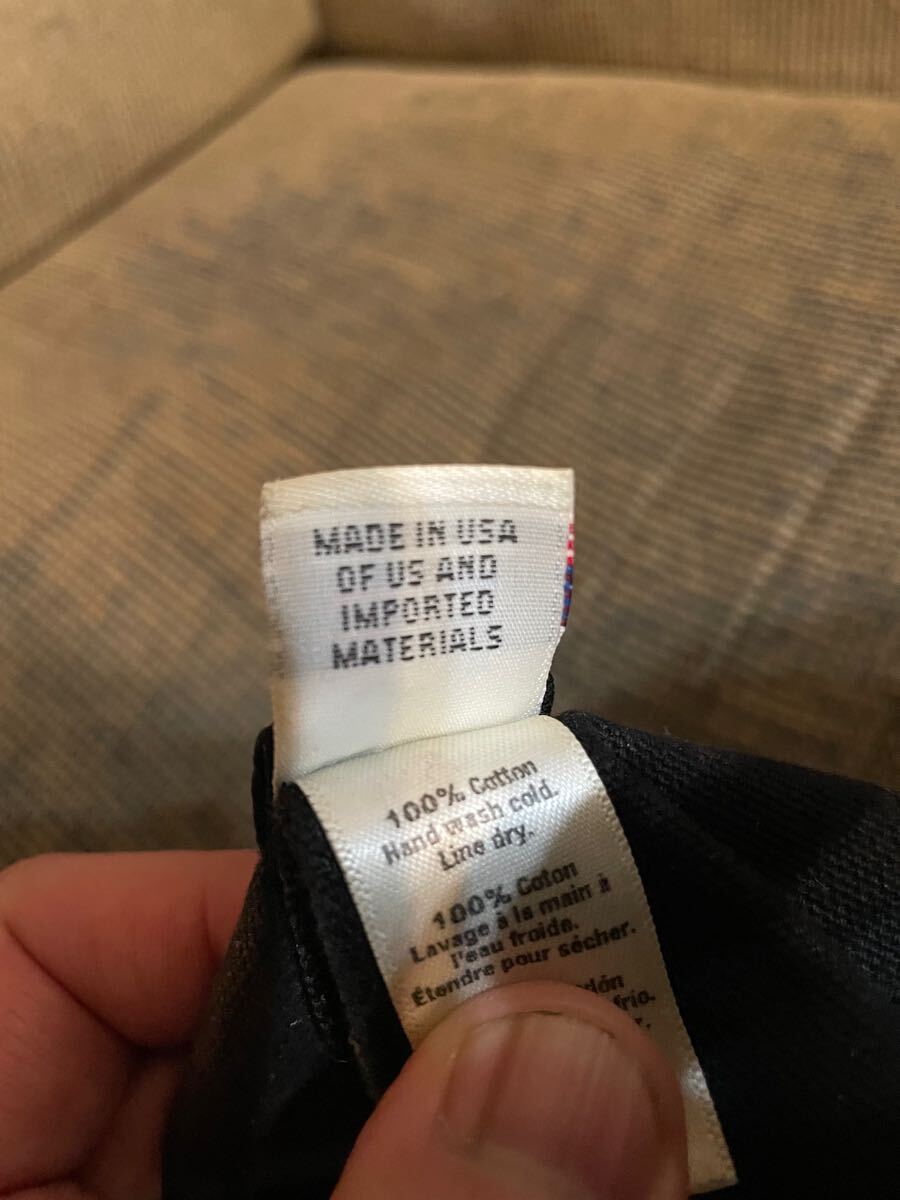 MADE IN USA
OF US AND
IMPORTED
MATERIALS
100% Cotton
Hand wash cold.
Line dry.
100% Coton
Lavage à la main à
l'eau froide.
Étendre pour sécher.
frio.